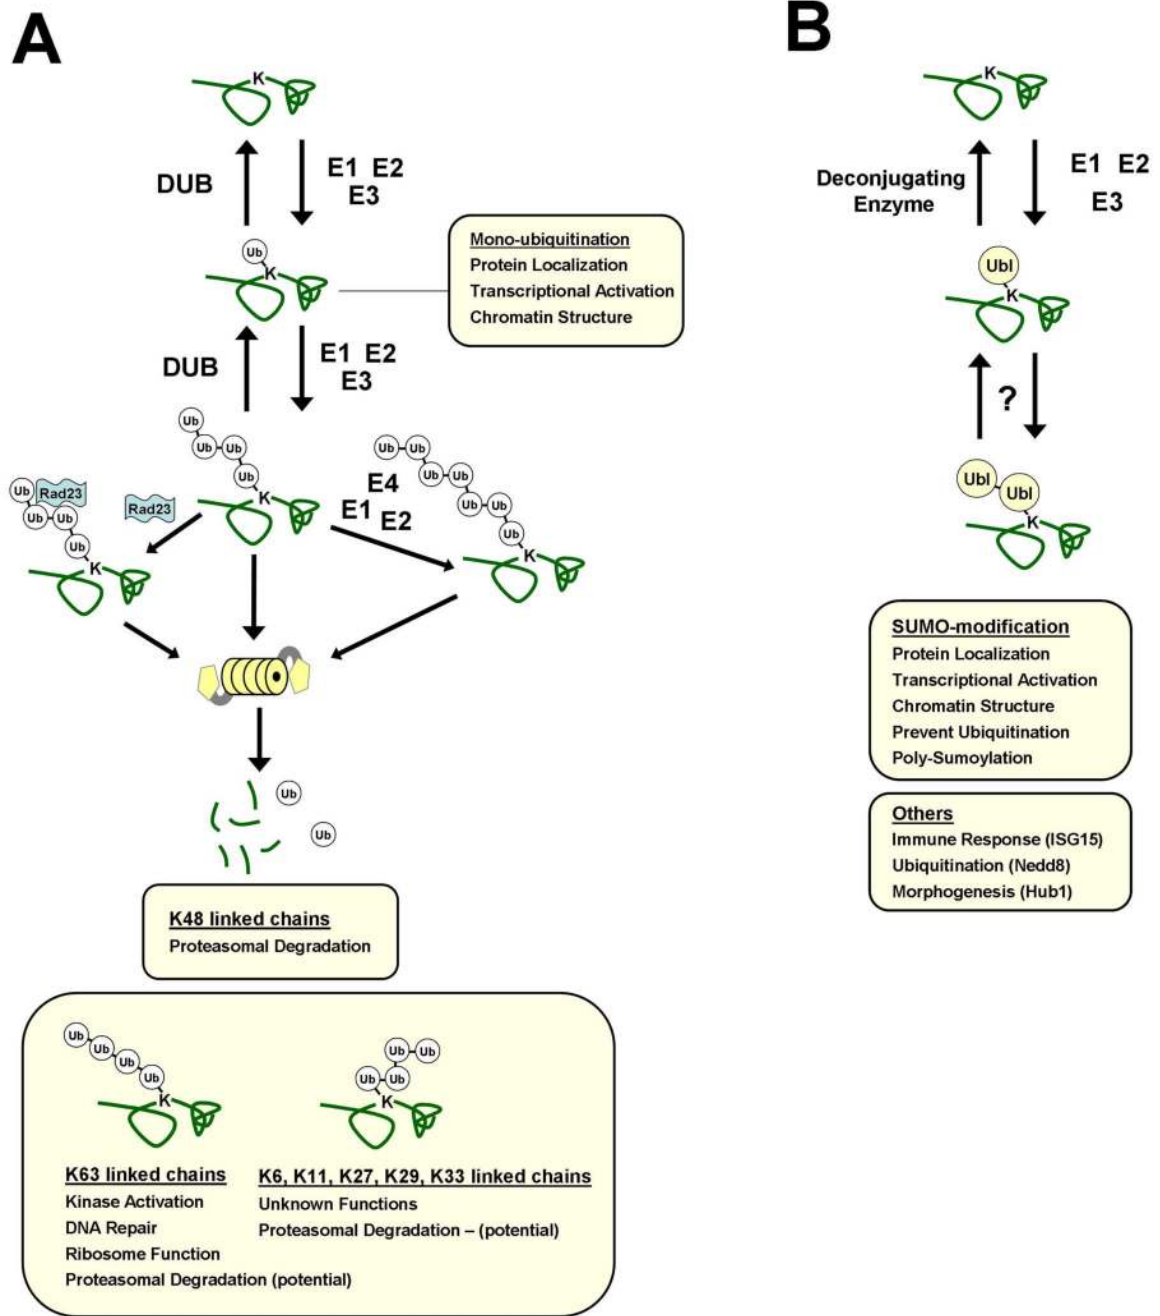 A
K
DUB
E1 E2
E3
Ub
K
Mono-ubiquitination
Protein Localization
Transcriptional Activation
Chromatin Structure
DUB
E1 E2
E3
Ub
Ub Ub
Ub
K
Ub Ub
Ub Ub
Ub Ub
Ub
K
E4
E1 E2
Rad23
Ub Rad23
Ub Ub
Ub
K
Ub
Ub
K48 linked chains
Proteasomal Degradation
Ub
Ub
Ub
Ub
K
K63 linked chains
Kinase Activation
DNA Repair
Ribosome Function
Proteasomal Degradation (potential)
Ub Ub
Ub Ub
K
K6, K11, K27, K29, K33 linked chains
Unknown Functions
Proteasomal Degradation – (potential)
B
K
Deconjugating
Enzyme
E1 E2
E3
Ubl
K
?
Ubl Ubl
K
SUMO-modification
Protein Localization
Transcriptional Activation
Chromatin Structure
Prevent Ubiquitination
Poly-Sumoylation
Others
Immune Response (ISG15)
Ubiquitination (Nedd8)
Morphogenesis (Hub1)